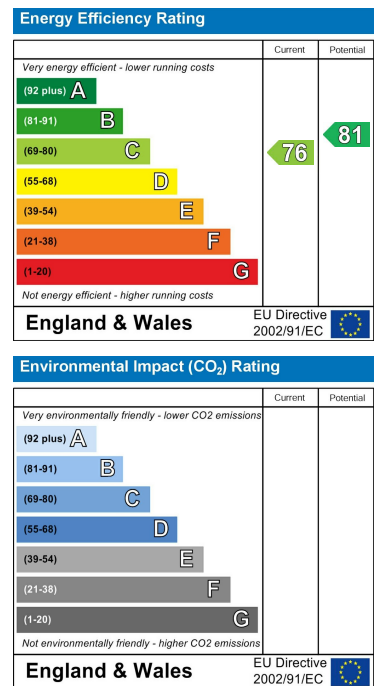 Energy Efficiency Rating
Current Potential
Very energy efficient - lower running costs
(92 plus) A
(81-91) B
(69-80) C
(55-68) D
(39-54) E
(21-38) F
(1-20) G
76
81
Not energy efficient - higher running costs
England & Wales
EU Directive
2002/91/EC
Environmental Impact (CO₂) Rating
Current Potential
Very environmentally friendly - lower CO2 emissions
(92 plus) A
(81-91) B
(69-80) C
(55-68) D
(39-54) E
(21-38) F
(1-20) G
Not environmentally friendly - higher CO2 emissions
England & Wales
EU Directive
2002/91/EC